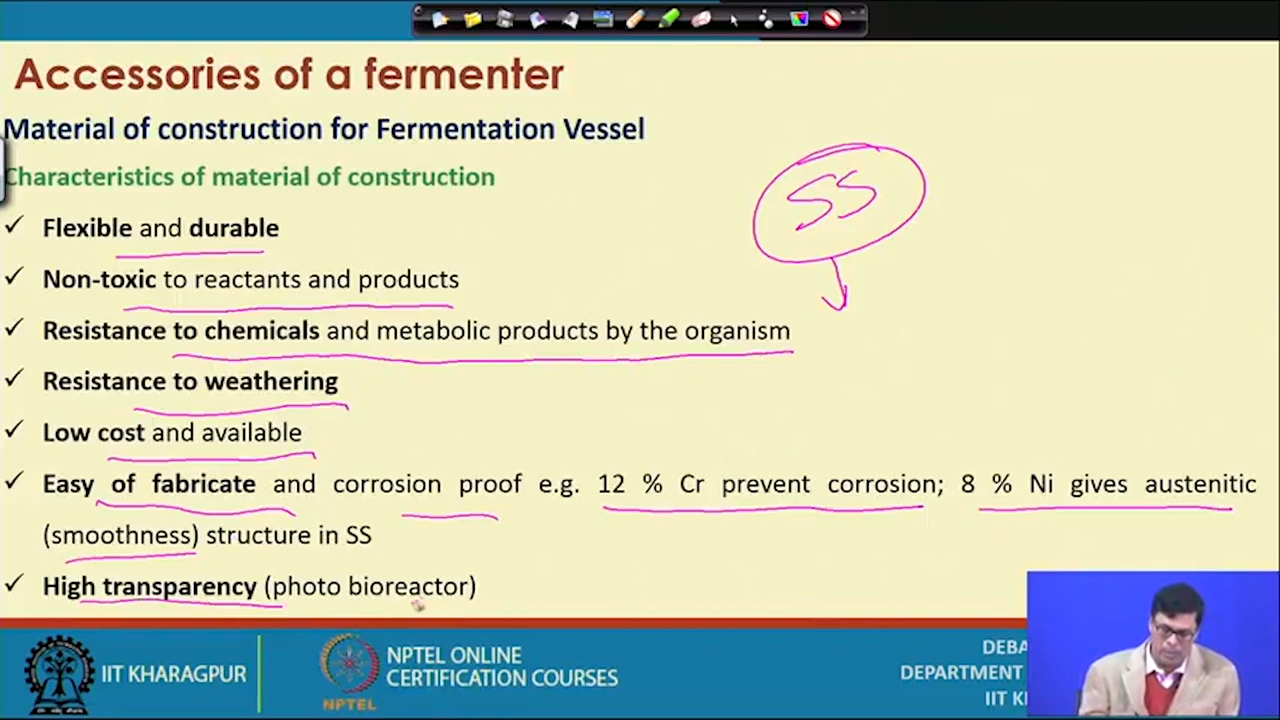 Accessories of a fermenter
Material of construction for Fermentation Vessel
Characteristics of material of construction
SS
✓ Flexible and durable
✓ Non-toxic to reactants and products
✓ Resistance to chemicals and metabolic products by the organism
✓ Resistance to weathering
✓ Low cost and available
✓ Easy of fabricate and corrosion proof e.g. 12 % Cr prevent corrosion; 8 % Ni gives austenitic
(smoothness) structure in SS
✓ High transparency (photo bioreactor)
IIT KHARAGPUR
NPTEL
NPTEL ONLINE
CERTIFICATION COURSES
DEBA
DEPARTMENT
IIT K